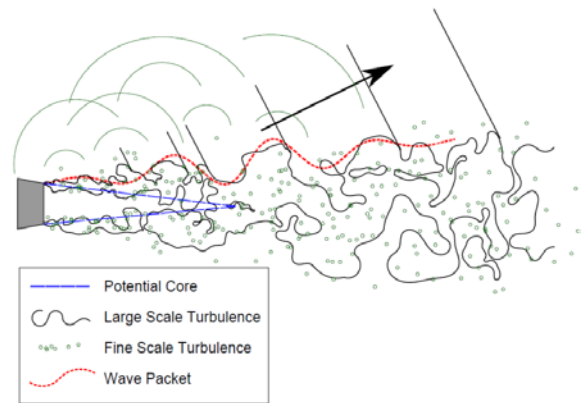 Potential Core
Large Scale Turbulence
Fine Scale Turbulence
Wave Packet